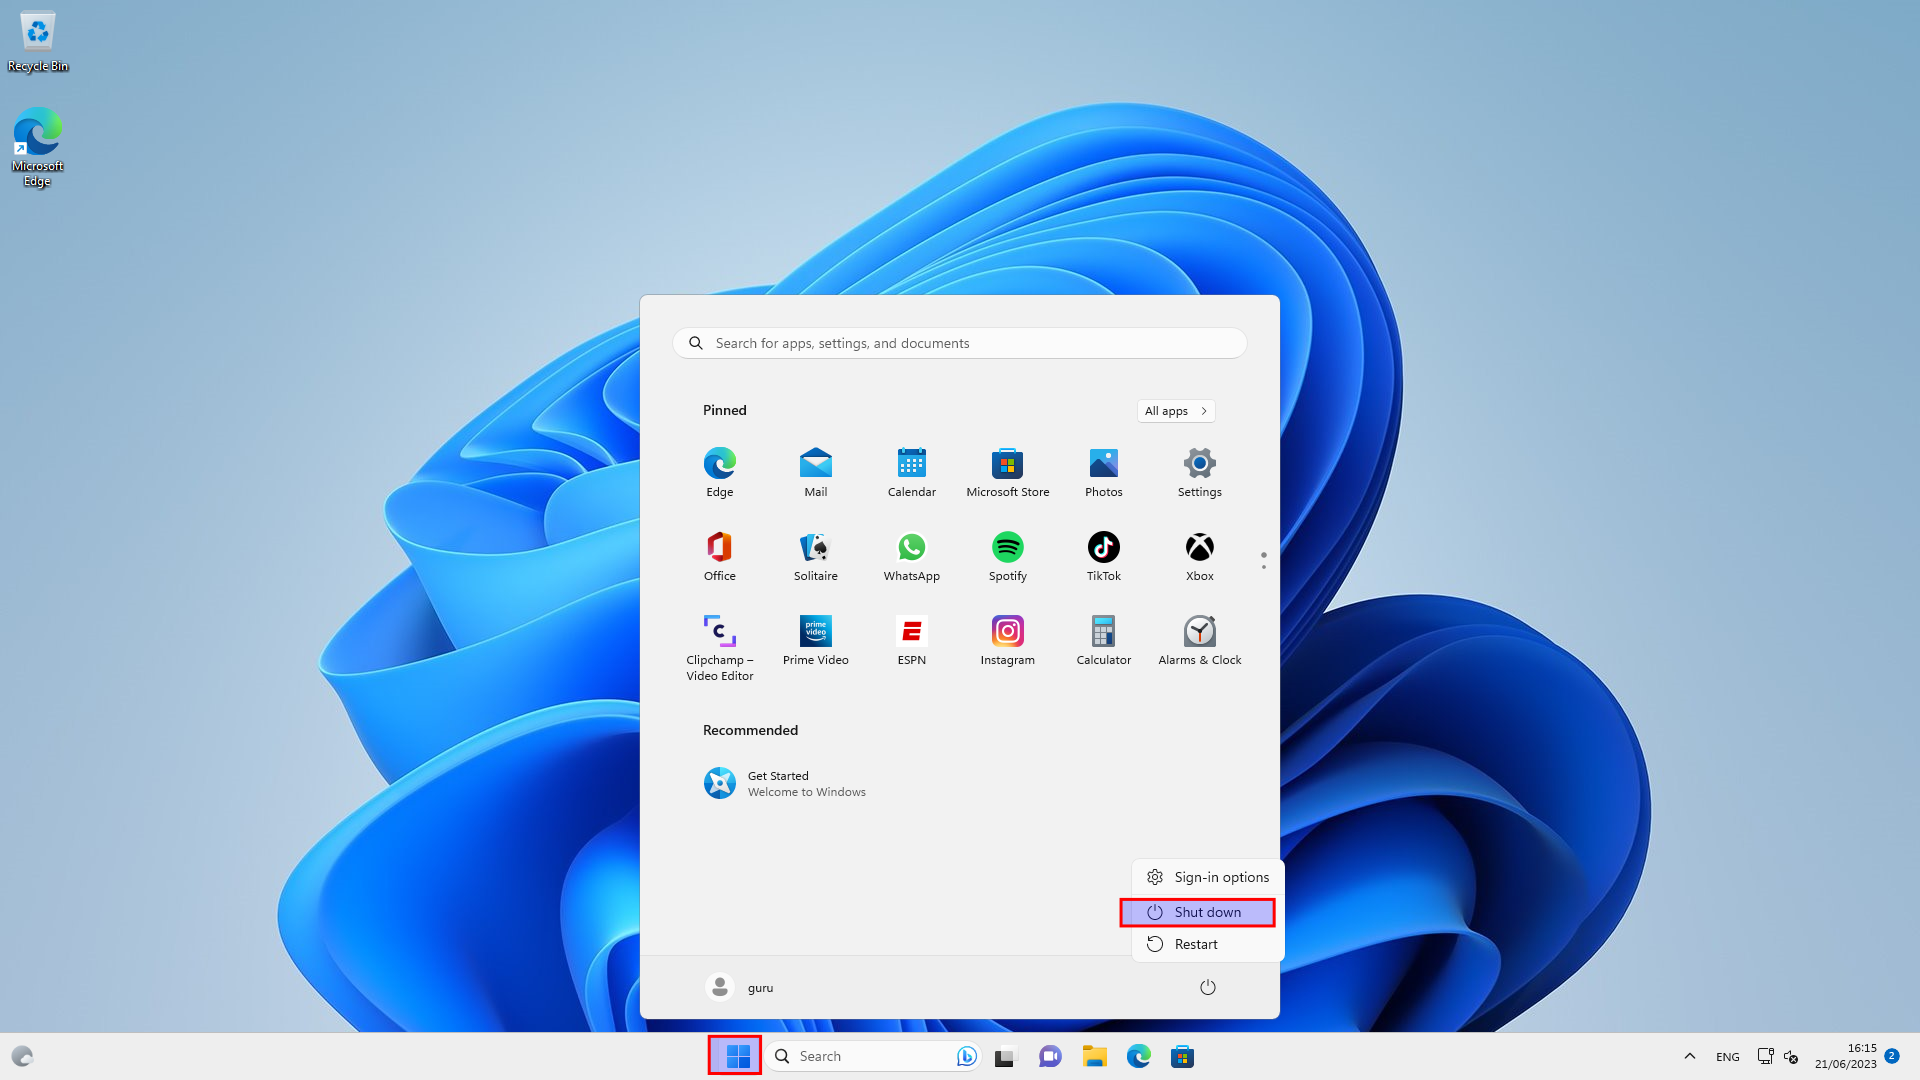 Recycle Bin
Microsoft
Edge
Search for apps, settings, and documents
Pinned
All apps
Edge
Mail
Calendar
Microsoft Store
Photos
Settings
Office
Solitaire
WhatsApp
Spotify
TikTok
Xbox
Clipchamp –
Video Editor
prime
video
Prime Video
ESPN
Instagram
Calculator
Alarms & Clock
Recommended
Get Started
Welcome to Windows
Sign-in options
Shut down
Restart
guru
Search
ENG
16:15
21/06/2023
2